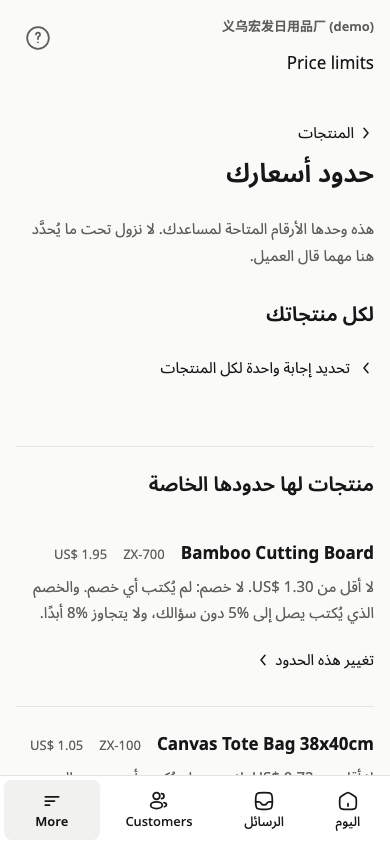 义乌宏发日用品厂 (demo)
Price limits
المنتجات
حدود أسعارك
هذه وحدها الأرقام المتاحة لمساعدك. لا نزول تحت ما يُحدَّد
هنا مهما قال العميل.
لكل منتجاتك
تحديد إجابة واحدة لكل المنتجات
منتجات لها حدودها الخاصة
Bamboo Cutting Board ZX-700 US$ 1.95
لا أقل من US$ 1.30. لا خصم: لم يُكتب أي خصم. والخصم
الذي يُكتب يصل إلى 5% دون سؤالك، ولا يتجاوز 8% أبدًا.
تغيير هذه الحدود
Canvas Tote Bag 38x40cm ZX-100 US$ 1.05
اليوم
الرسائل
Customers
More